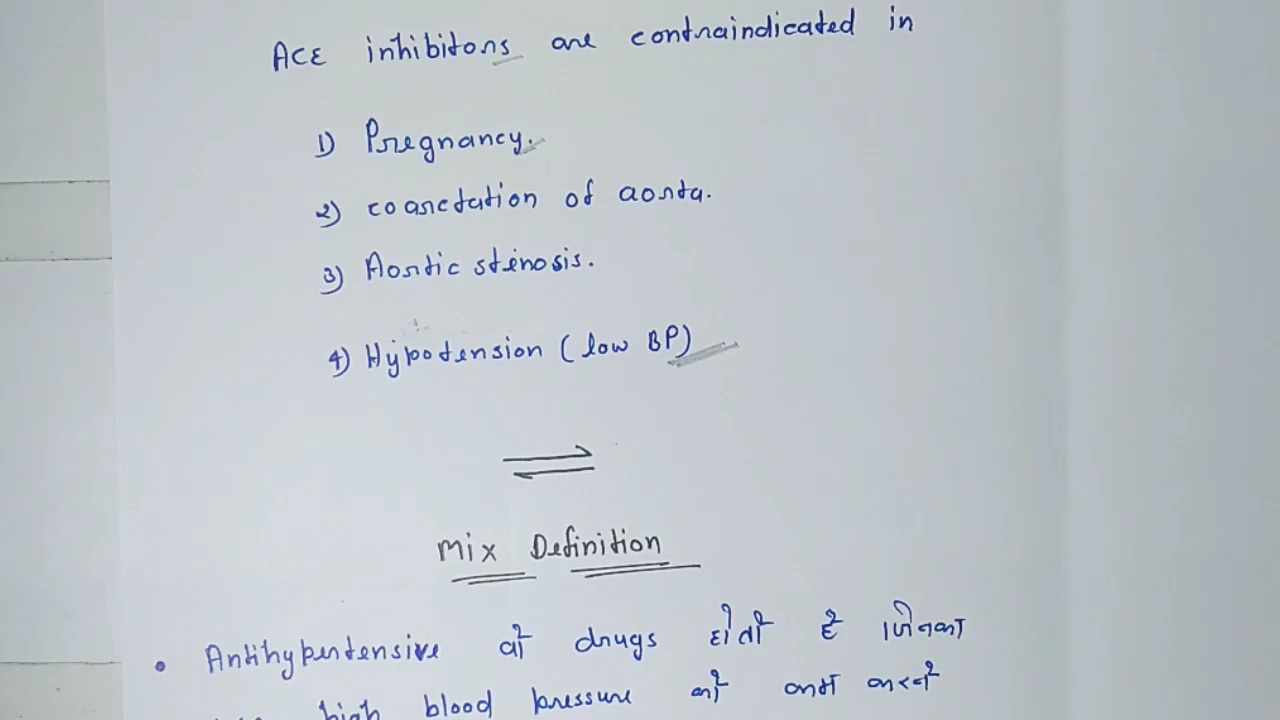 ACE inhibitors are contraindicated in
1) Pregnancy.
2) coarctation of aorta.
3) Aortic stenosis.
4) Hypotension (low BP)
Mix Definition
• Antihypertensive वो drugs होती है जिनका
high blood pressure को कम करने